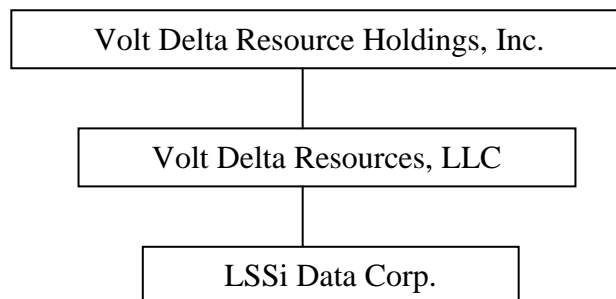 Volt Delta Resource Holdings, Inc.
Volt Delta Resources, LLC
LSSi Data Corp.